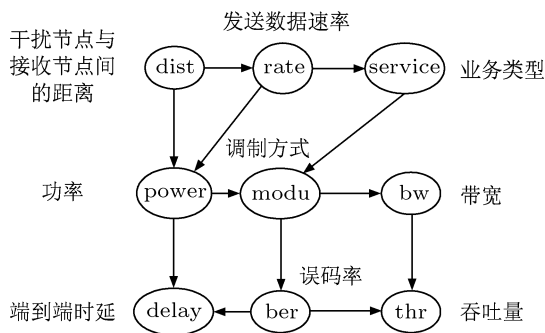 发送数据速率
干扰节点与
接收节点间
的距离
dist
rate
service
业务类型
调制方式
功率
power
modu
bw
带宽
误码率
端到端时延
delay
ber
thr
吞吐量